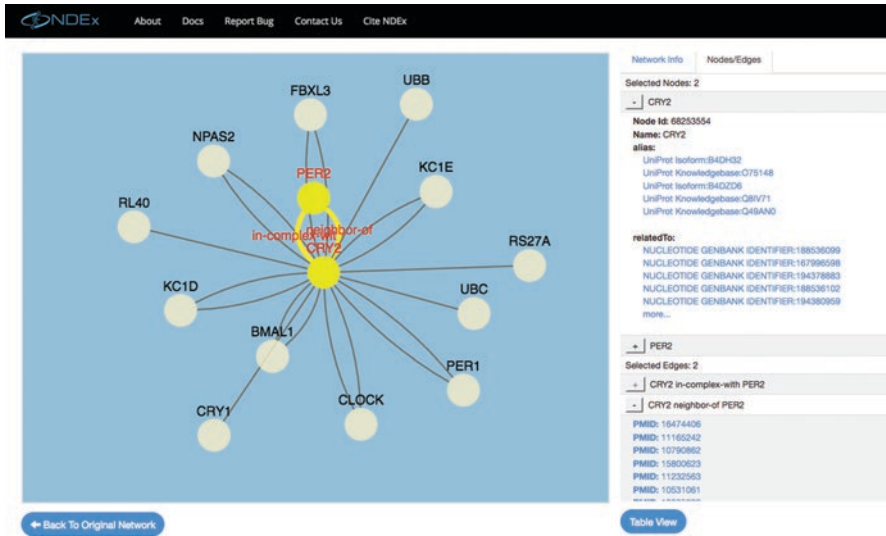 NDEx About Docs Report Bug Contact Us Cite NDEx
UBB
FBXL3
NPAS2
KC1E
PER2
RL40
neighbor-of
in-complex-wit
CRY2
RS27A
KC1D
UBC
BMAL1
PER1
CLOCK
CRY1
Back To Original Network
Network Info Nodes/Edges
Selected Nodes: 2
- CRY2
Node Id: 68253554
Name: CRY2
alias:
UniProt Isoform:B4DH32
UniProt Knowledgebase:O75148
UniProt Isoform:B4DZD6
UniProt Knowledgebase:Q8IV71
UniProt Knowledgebase:Q49AN0
relatedTo:
NUCLEOTIDE GENBANK IDENTIFIER:188536099
NUCLEOTIDE GENBANK IDENTIFIER:167996598
NUCLEOTIDE GENBANK IDENTIFIER:194378883
NUCLEOTIDE GENBANK IDENTIFIER:188536102
NUCLEOTIDE GENBANK IDENTIFIER:194380959
more...
+ PER2
Selected Edges: 2
+ CRY2 in-complex-with PER2
- CRY2 neighbor-of PER2
PMID: 16474406
PMID: 11165242
PMID: 10790862
PMID: 15800623
PMID: 11232563
PMID: 10531061
Table View